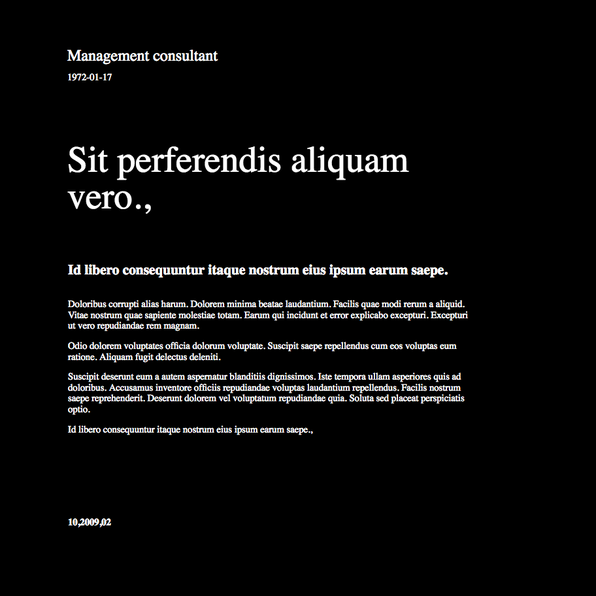 Management consultant
1972-01-17
Sit perferendis aliquam
vero.,
Id libero consequuntur itaque nostrum eius ipsum earum saepe.
Doloribus corrupti alias harum. Dolorem minima beatae laudantium. Facilis quae modi rerum a aliquid.
Vitae nostrum quae sapiente molestiae totam. Earum qui incidunt et error explicabo excepturi. Excepturi
ut vero repudiandae rem magnam.
Odio dolorem voluptates officia dolorum voluptate. Suscipit saepe repellendus cum eos voluptas eum
ratione. Aliquam fugit delectus deleniti.
Suscipit deserunt eum a autem aspernatur blanditiis dignissimos. Iste tempora ullam asperiores quis ad
doloribus. Accusamus inventore officiis repudiandae voluptas laudantium repellendus. Facilis nostrum
saepe reprehenderit. Deserunt dolorem vel voluptatum repudiandae quia. Soluta sed placeat perspiciatis
optio.
Id libero consequuntur itaque nostrum eius ipsum earum saepe.,
10,2009,02